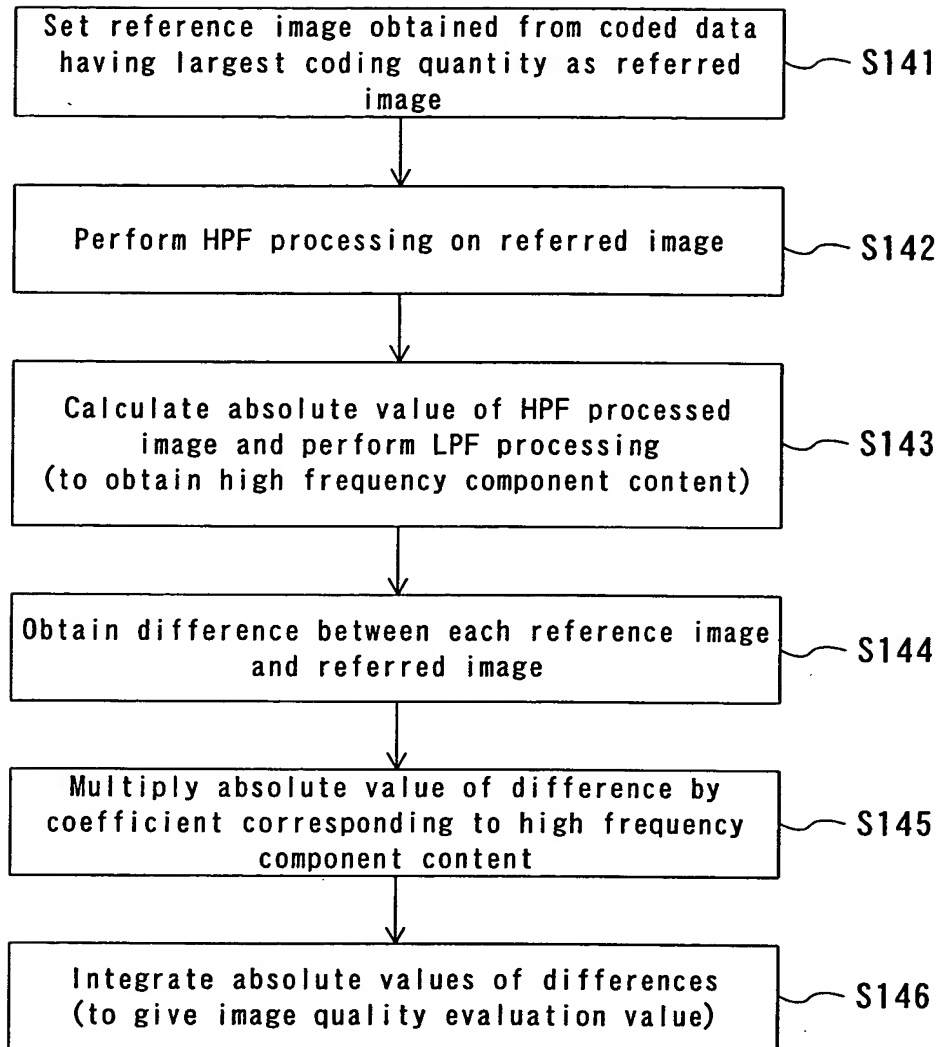 Set reference image obtained from coded data
having largest coding quantity as referred
image
S141
Perform HPF processing on referred image
S142
Calculate absolute value of HPF processed
image and perform LPF processing
(to obtain high frequency component content)
S143
Obtain difference between each reference image
and referred image
S144
Multiply absolute value of difference by
coefficient corresponding to high frequency
component content
S145
Integrate absolute values of differences
(to give image quality evaluation value)
S146